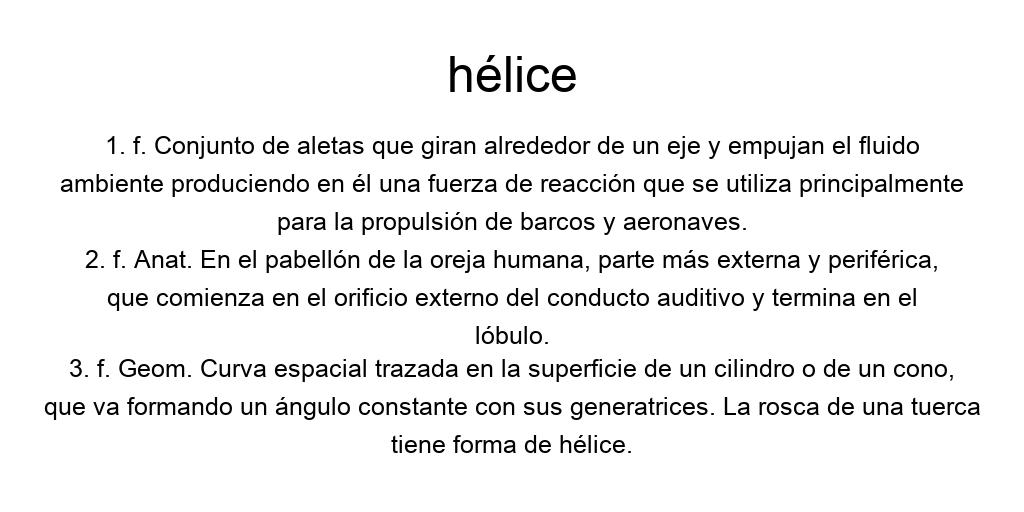 hélice
1. f. Conjunto de aletas que giran alrededor de un eje y empujan el fluido
ambiente produciendo en él una fuerza de reacción que se utiliza principalmente
para la propulsión de barcos y aeronaves.
2. f. Anat. En el pabellón de la oreja humana, parte más externa y periférica,
que comienza en el orificio externo del conducto auditivo y termina en el
lóbulo.
3. f. Geom. Curva espacial trazada en la superficie de un cilindro o de un cono,
que va formando un ángulo constante con sus generatrices. La rosca de una tuerca
tiene forma de hélice.